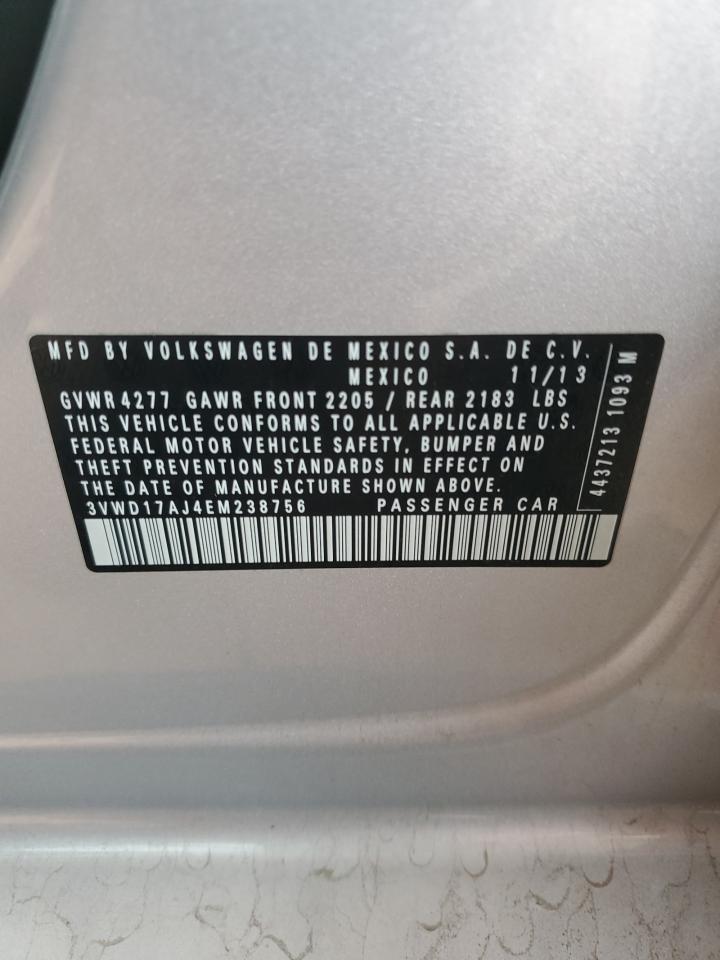 MFD BY VOLKSWAGEN DE MEXICO S.A. DE C.V.
MEXICO 11/13
GVWR 4277 GAWR FRONT 2205 / REAR 2183 LBS
THIS VEHICLE CONFORMS TO ALL APPLICABLE U.S.
FEDERAL MOTOR VEHICLE SAFETY, BUMPER AND
THEFT PREVENTION STANDARDS IN EFFECT ON
THE DATE OF MANUFACTURE SHOWN ABOVE.
3VWD17AJ4EM238756 PASSENGER CAR
4437213 1093 M